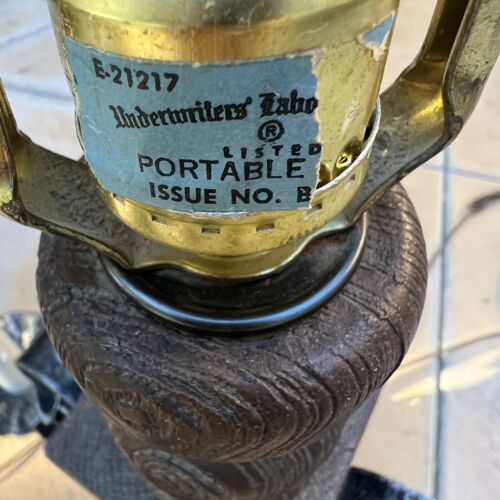 E-21217
Underwriters' Labo
®
LISTED
PORTABLE
ISSUE NO. B